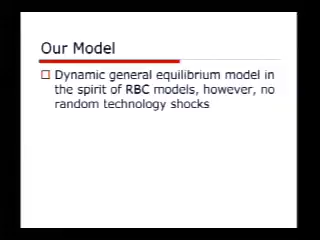 Our Model
Dynamic general equilibrium model in
the spirit of RBC models, however, no
random technology shocks